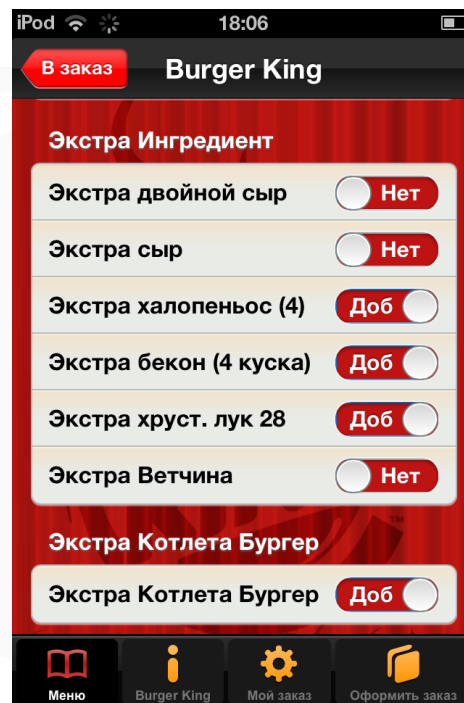 iPod 18:06
В заказ Burger King
Экстра Ингредиент
Экстра двойной сыр Нет
Экстра сыр Нет
Экстра халопеньос (4) Доб
Экстра бекон (4 куска) Доб
Экстра хруст. лук 28 Доб
Экстра Ветчина Нет
TM
Экстра Котлета Бургер
Экстра Котлета Бургер Доб
Меню Burger King Мой заказ Оформить заказ